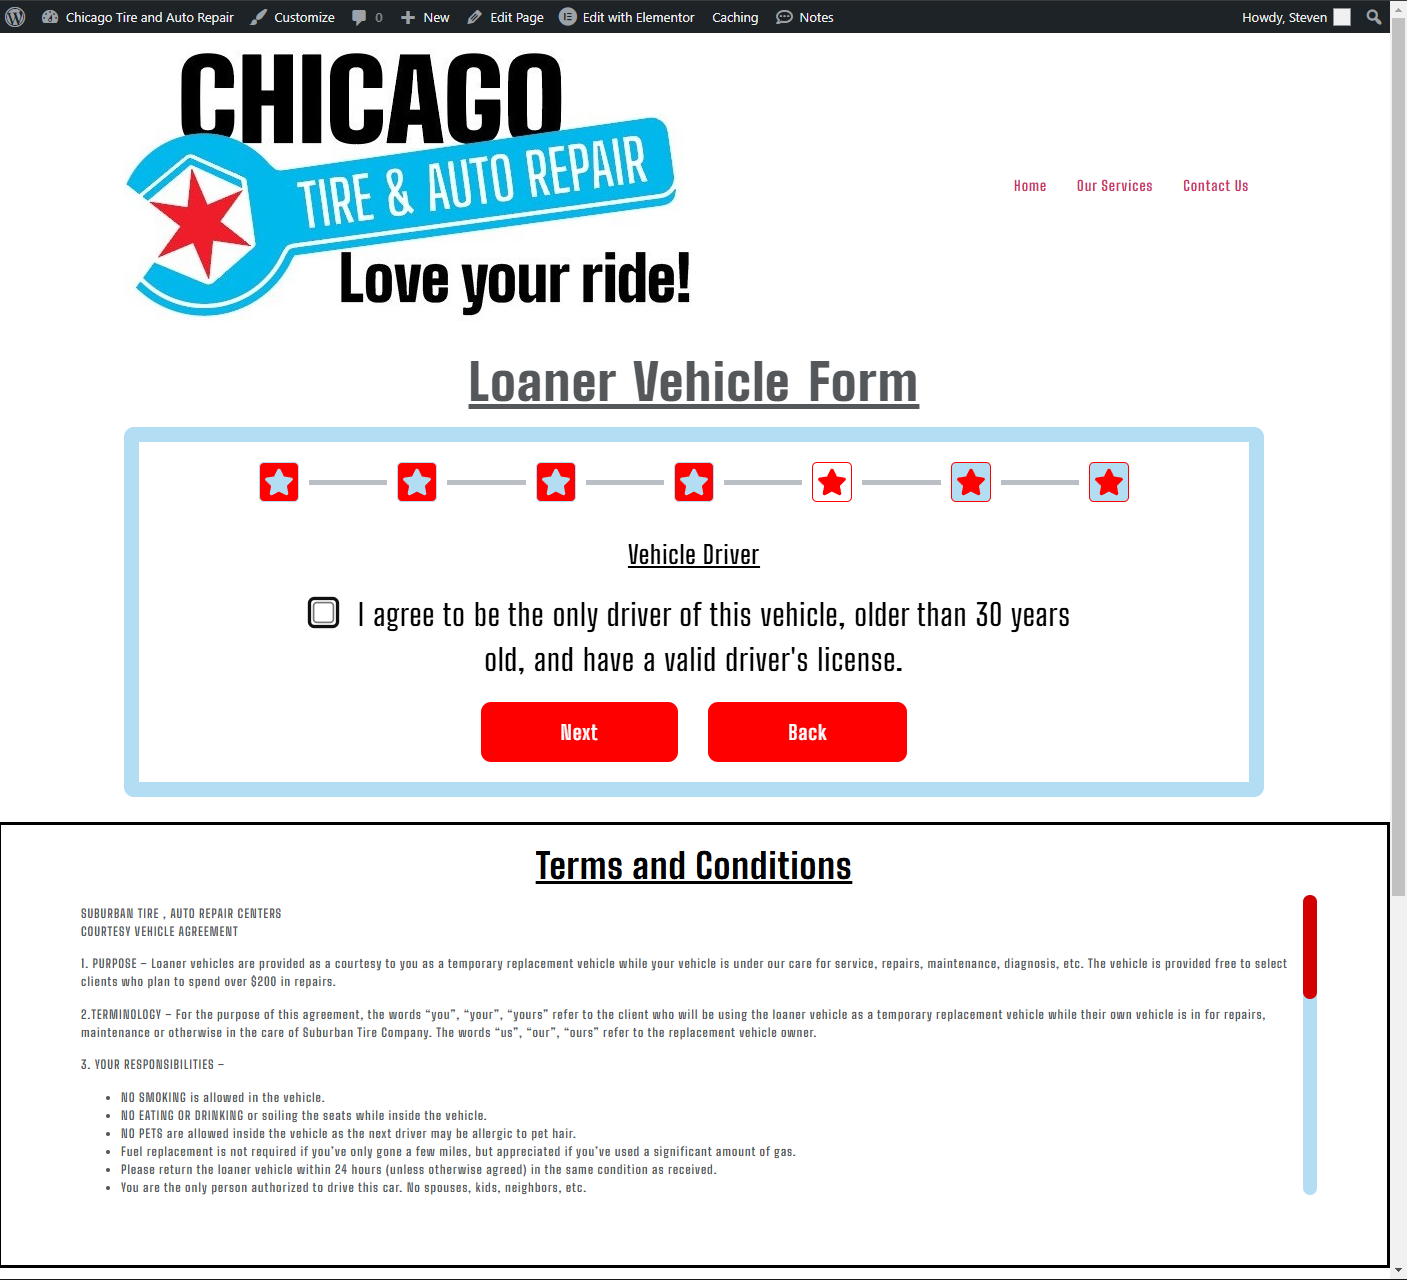 Chicago Tire and Auto Repair Customize 0 New Edit Page Edit with Elementor Caching Notes Howdy, Steven
CHICAGO
TIRE & AUTO REPAIR
Love your ride!
Home Our Services Contact Us
Loaner Vehicle Form
Vehicle Driver
I agree to be the only driver of this vehicle, older than 30 years
old, and have a valid driver's license.
Next Back
Terms and Conditions
SUBURBAN TIRE , AUTO REPAIR CENTERS
COURTESY VEHICLE AGREEMENT
1. PURPOSE – Loaner vehicles are provided as a courtesy to you as a temporary replacement vehicle while your vehicle is under our care for service, repairs, maintenance, diagnosis, etc. The vehicle is provided free to select
clients who plan to spend over $200 in repairs.
2.TERMINOLOGY – For the purpose of this agreement, the words “you”, “your”, “yours” refer to the client who will be using the loaner vehicle as a temporary replacement vehicle while their own vehicle is in for repairs,
maintenance or otherwise in the care of Suburban Tire Company. The words “us”, “our”, “ours” refer to the replacement vehicle owner.
3. YOUR RESPONSIBILITIES –
• NO SMOKING is allowed in the vehicle.
• NO EATING OR DRINKING or soiling the seats while inside the vehicle.
• NO PETS are allowed inside the vehicle as the next driver may be allergic to pet hair.
• Fuel replacement is not required if you’ve only gone a few miles, but appreciated if you’ve used a significant amount of gas.
• Please return the loaner vehicle within 24 hours (unless otherwise agreed) in the same condition as received.
• You are the only person authorized to drive this car. No spouses, kids, neighbors, etc.